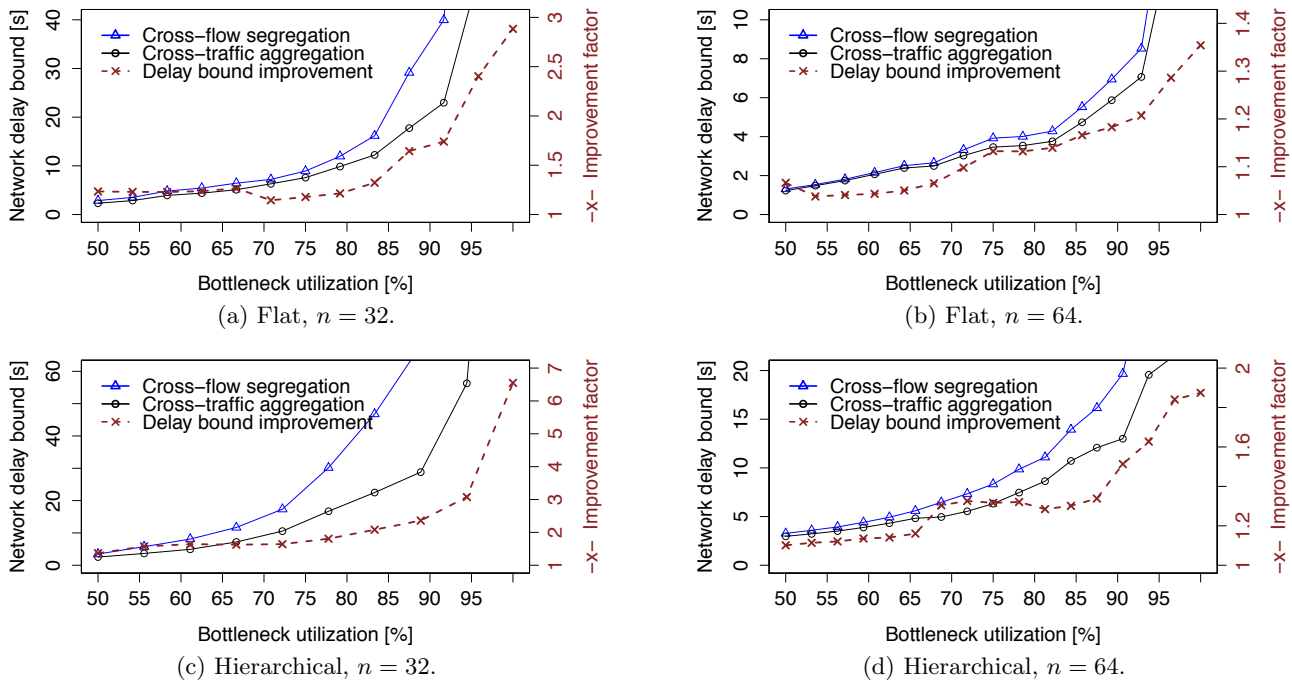 Network delay bound [s]
0 10 20 30 40
Cross−flow segregation
Cross−traffic aggregation
Delay bound improvement
1 1.5 2 2.5 3
−x− Improvement factor
50 55 60 65 70 75 80 85 90 95
Bottleneck utilization [%]
(a) Flat, n = 32.
Network delay bound [s]
0 2 4 6 8 10
Cross−flow segregation
Cross−traffic aggregation
Delay bound improvement
1 1.1 1.2 1.3 1.4
−x− Improvement factor
50 55 60 65 70 75 80 85 90 95
Bottleneck utilization [%]
(b) Flat, n = 64.
Network delay bound [s]
0 20 40 60
Cross−flow segregation
Cross−traffic aggregation
Delay bound improvement
1 2 3 4 5 6 7
−x− Improvement factor
50 55 60 65 70 75 80 85 90 95
Bottleneck utilization [%]
(c) Hierarchical, n = 32.
Network delay bound [s]
0 5 10 15 20
Cross−flow segregation
Cross−traffic aggregation
Delay bound improvement
1 1.2 1.6 2
−x− Improvement factor
50 55 60 65 70 75 80 85 90 95
Bottleneck utilization [%]
(d) Hierarchical, n = 64.